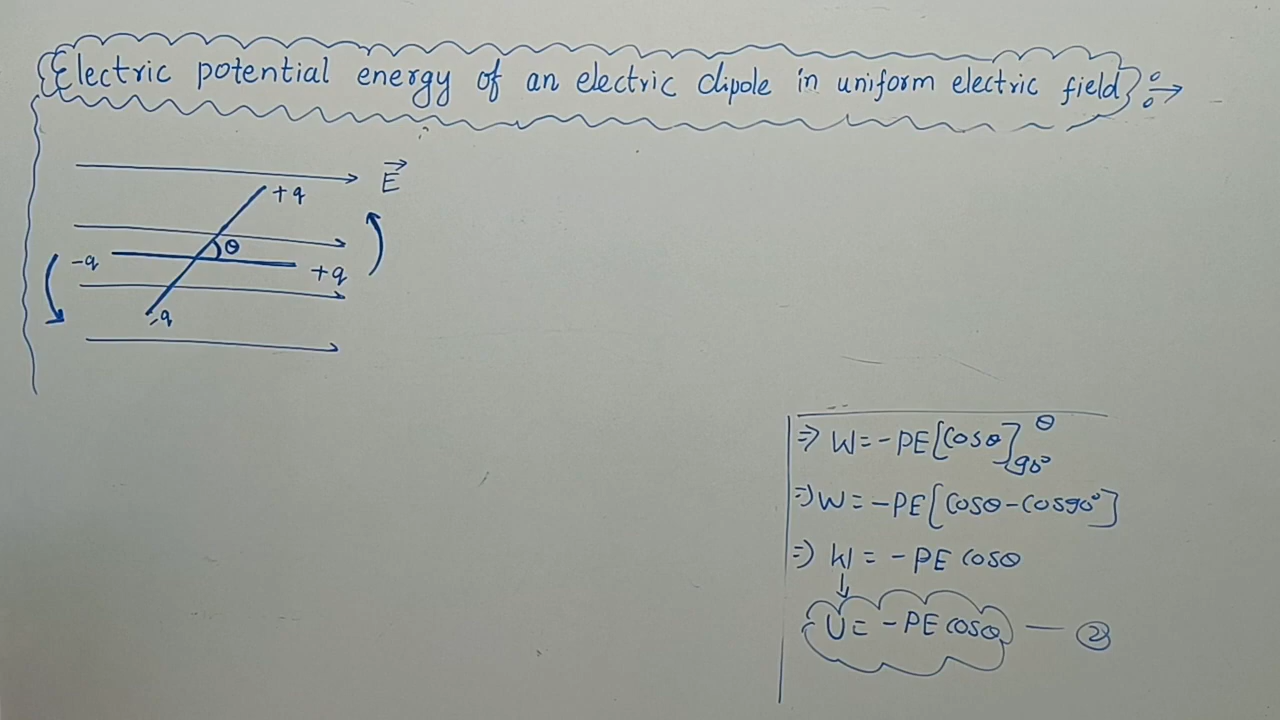 Electric potential energy of an electric dipole in uniform electric field :→
E⃗
+q
θ
-q
+q
-q
⇒ W = -PE[cosθ]θ90°
⇒ W = -PE[cosθ - cos90°]
⇒ W = -PE cosθ
↓
U = -PE cosθ — ②